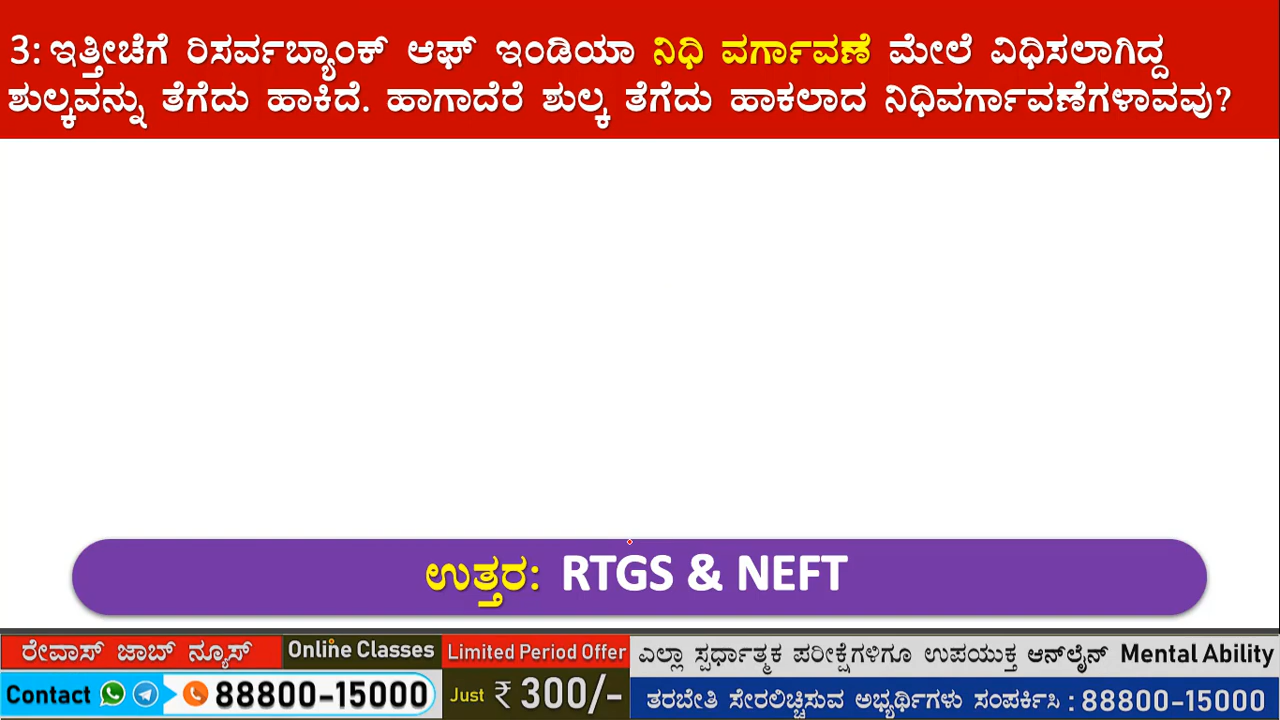 3: ಇತ್ತೀಚೆಗೆ ರಿಸರ್ವಬ್ಯಾಂಕ್ ಆಫ್ ಇಂಡಿಯಾ ನಿಧಿ ವರ್ಗಾವಣೆ ಮೇಲೆ ವಿಧಿಸಲಾಗಿದ್ದ
ಶುಲ್ಕವನ್ನು ತೆಗೆದು ಹಾಕಿದೆ. ಹಾಗಾದೆರೆ ಶುಲ್ಕ ತೆಗೆದು ಹಾಕಲಾದ ನಿಧಿವರ್ಗಾವಣೆಗಳಾವವು?
ಉತ್ತರ: RTGS & NEFT
ರೇವಾಸ್ ಜಾಬ್ ನ್ಯೂಸ್
Online Classes
Limited Period Offer
ಎಲ್ಲಾ ಸ್ಪರ್ಧಾತ್ಮಕ ಪರೀಕ್ಷೆಗಳಿಗೂ ಉಪಯುಕ್ತ ಆನ್‌ಲೈನ್ Mental Ability
Contact 88800-15000
Just ₹ 300/-
ತರಬೇತಿ ಸೇರಲಿಚ್ಚಿಸುವ ಅಭ್ಯರ್ಥಿಗಳು ಸಂಪರ್ಕಿಸಿ : 88800-15000